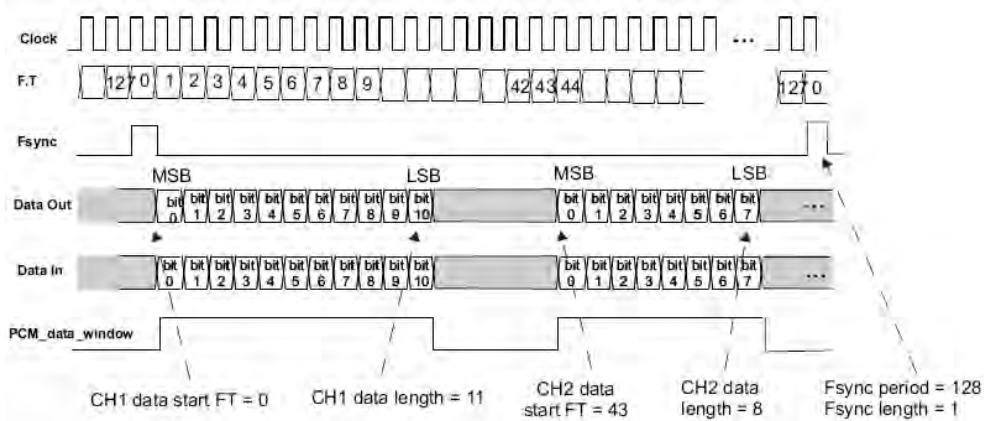 Clock ...
F.T 127 0 1 2 3 4 5 6 7 8 9 42 43 44 127 0
Fsync
MSB LSB MSB LSB
Data Out bit 0 bit 1 bit 2 bit 3 bit 4 bit 5 bit 6 bit 7 bit 8 bit 9 bit 10 bit 0 bit 1 bit 2 bit 3 bit 4 bit 5 bit 6 bit 7 ...
Data In bit 0 bit 1 bit 2 bit 3 bit 4 bit 5 bit 6 bit 7 bit 8 bit 9 bit 10 bit 0 bit 1 bit 2 bit 3 bit 4 bit 5 bit 6 bit 7 ...
PCM_data_window
CH1 data start FT = 0
CH1 data length = 11
CH2 data
start FT = 43
CH2 data
length = 8
Fsync period = 128
Fsync length = 1